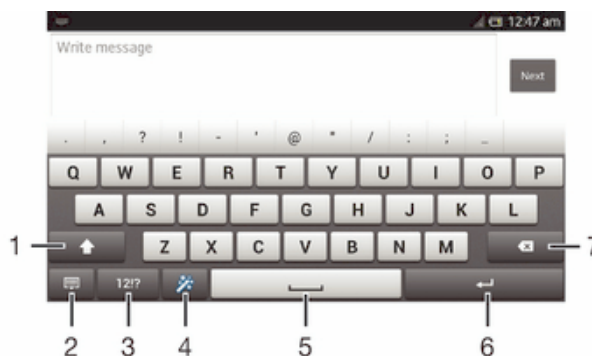 12:47 am
Write message
Next
. , ? ! - ' @ " / : ; _
Q W E R T Y U I O P
A S D F G H J K L
1 Z X C V B N M 7
12!?
2 3 4 5 6